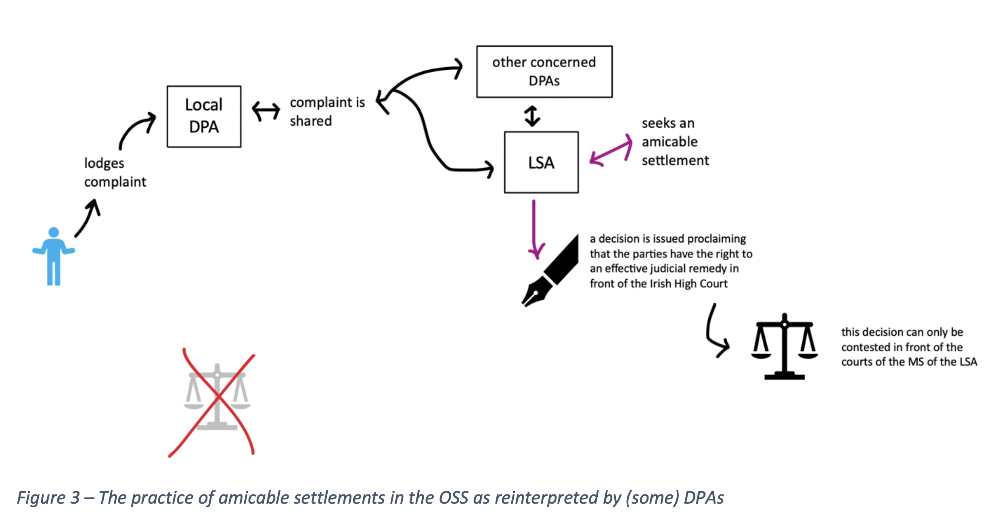 lodges
complaint
Local
DPA
complaint is
shared
other concerned
DPAs
LSA
seeks an
amicable
settlement
a decision is issued proclaiming
that the parties have the right to
an effective judicial remedy in
front of the Irish High Court
this decision can only be
contested in front of the
courts of the MS of the LSA
Figure 3 – The practice of amicable settlements in the OSS as reinterpreted by (some) DPAs